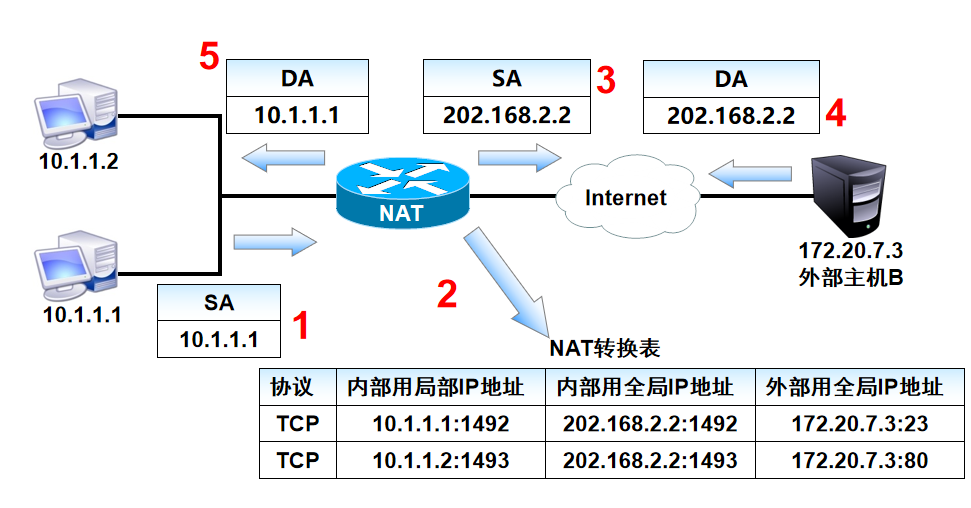 5
DA
10.1.1.1
SA
202.168.2.2
3
DA
202.168.2.2
4
10.1.1.2
NAT
Internet
172.20.7.3
外部主机B
10.1.1.1
SA
10.1.1.1
1
2
NAT转换表
协议 内部用局部IP地址 内部用全局IP地址 外部用全局IP地址
TCP 10.1.1.1:1492 202.168.2.2:1492 172.20.7.3:23
TCP 10.1.1.2:1493 202.168.2.2:1493 172.20.7.3:80